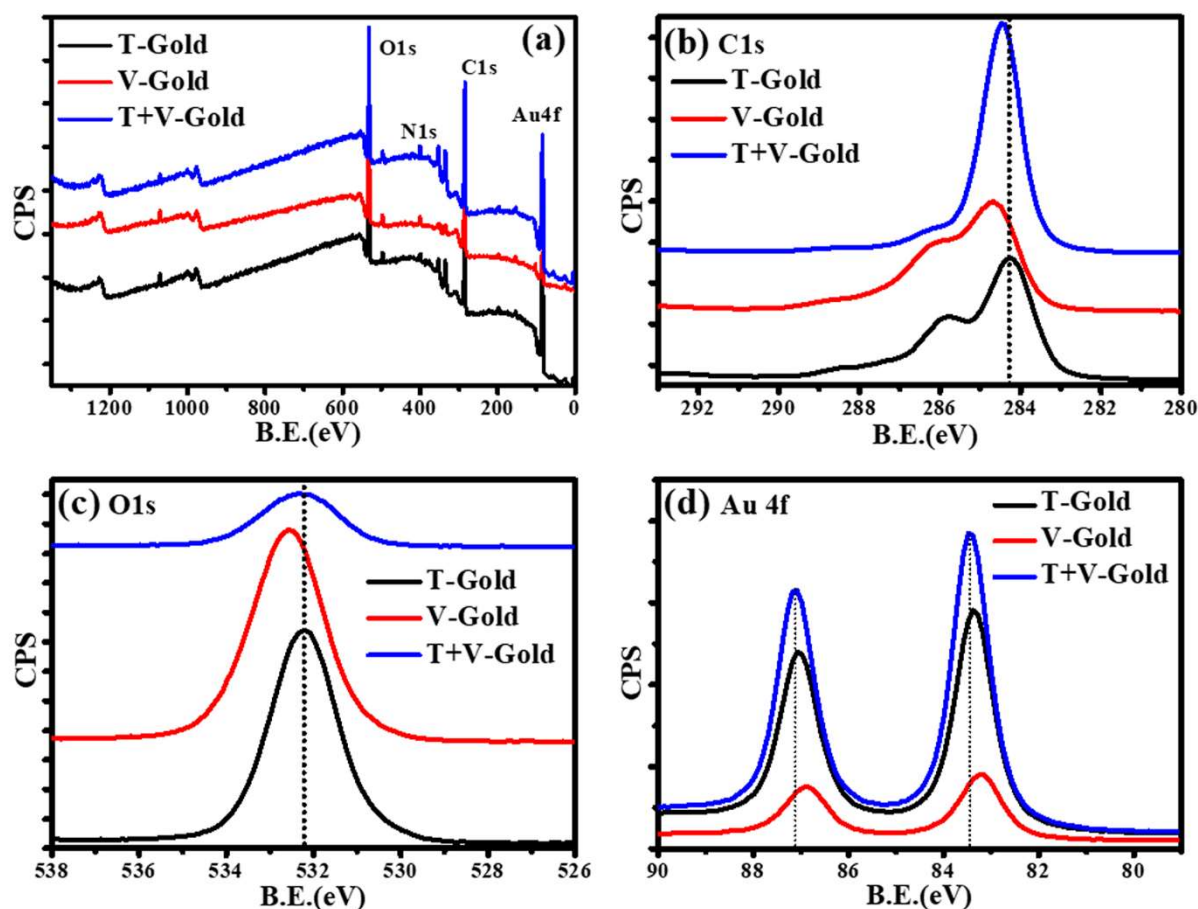 (a)
T-Gold
V-Gold
T+V-Gold
O1s
C1s
N1s
Au4f
CPS
1200 1000 800 600 400 200 0
B.E.(eV)
(b) C1s
T-Gold
V-Gold
T+V-Gold
CPS
292 290 288 286 284 282 280
B.E.(eV)
(c) O1s
T-Gold
V-Gold
T+V-Gold
CPS
538 536 534 532 530 528 526
B.E.(eV)
(d) Au 4f
T-Gold
V-Gold
T+V-Gold
CPS
90 88 86 84 82 80
B.E.(eV)